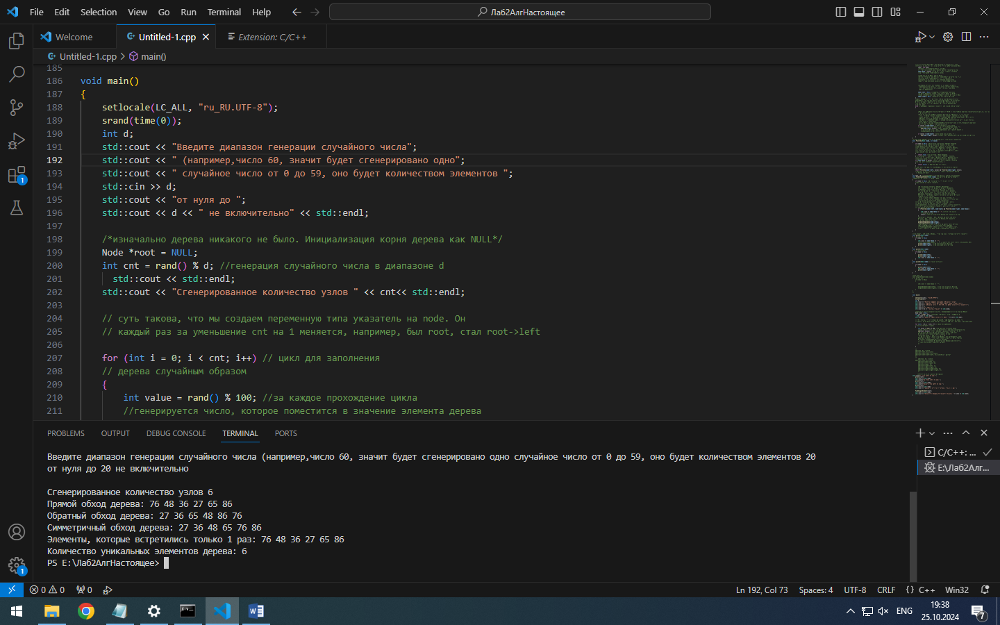 File Edit Selection View Go Run Terminal Help
Лаб2АлгНастоящее
Welcome
Untitled-1.cpp
Extension: C/C++
Untitled-1.cpp > main()
185
186 void main()
187 {
188 setlocale(LC_ALL, "ru_RU.UTF-8");
189 srand(time(0));
190 int d;
191 std::cout << "Введите диапазон генерации случайного числа";
192 std::cout << " (например,число 60, значит будет сгенерировано одно";
193 std::cout << " случайное число от 0 до 59, оно будет количеством элементов ";
194 std::cin >> d;
195 std::cout << "от нуля до ";
196 std::cout << d << " не включительно" << std::endl;
197
198 /*изначально дерева никакого не было. Инициализация корня дерева как NULL*/
199 Node *root = NULL;
200 int cnt = rand() % d; //генерация случайного числа в диапазоне d
201 std::cout << std::endl;
202 std::cout << "Сгенерированное количество узлов " << cnt<< std::endl;
203
204 // суть такова, что мы создаем переменную типа указатель на node. Он
205 // каждый раз за уменьшение cnt на 1 меняется, например, был root, стал root->left
206
207 for (int i = 0; i < cnt; i++) // цикл для заполнения
208 // дерева случайным образом
209 {
210 int value = rand() % 100; //за каждое прохождение цикла
211 //генерируется число, которое поместится в значение элемента дерева
PROBLEMS OUTPUT DEBUG CONSOLE TERMINAL PORTS
Введите диапазон генерации случайного числа (например,число 60, значит будет сгенерировано одно случайное число от 0 до 59, оно будет количеством элементов 20
от нуля до 20 не включительно
Сгенерированное количество узлов 6
Прямой обход дерева: 76 48 36 27 65 86
Обратный обход дерева: 27 36 65 48 86 76
Симметричный обход дерева: 27 36 48 65 76 86
Элементы, которые встретились только 1 раз: 76 48 36 27 65 86
Количество уникальных элементов дерева: 6
PS E:\Лаб2АлгНастоящее>
C/C++: ...
E:\Лаб2Алг...
1
1
0 0 0
Ln 192, Col 73 Spaces: 4 UTF-8 CRLF {} C++ Win32
ENG
19:38
25.10.2024
7